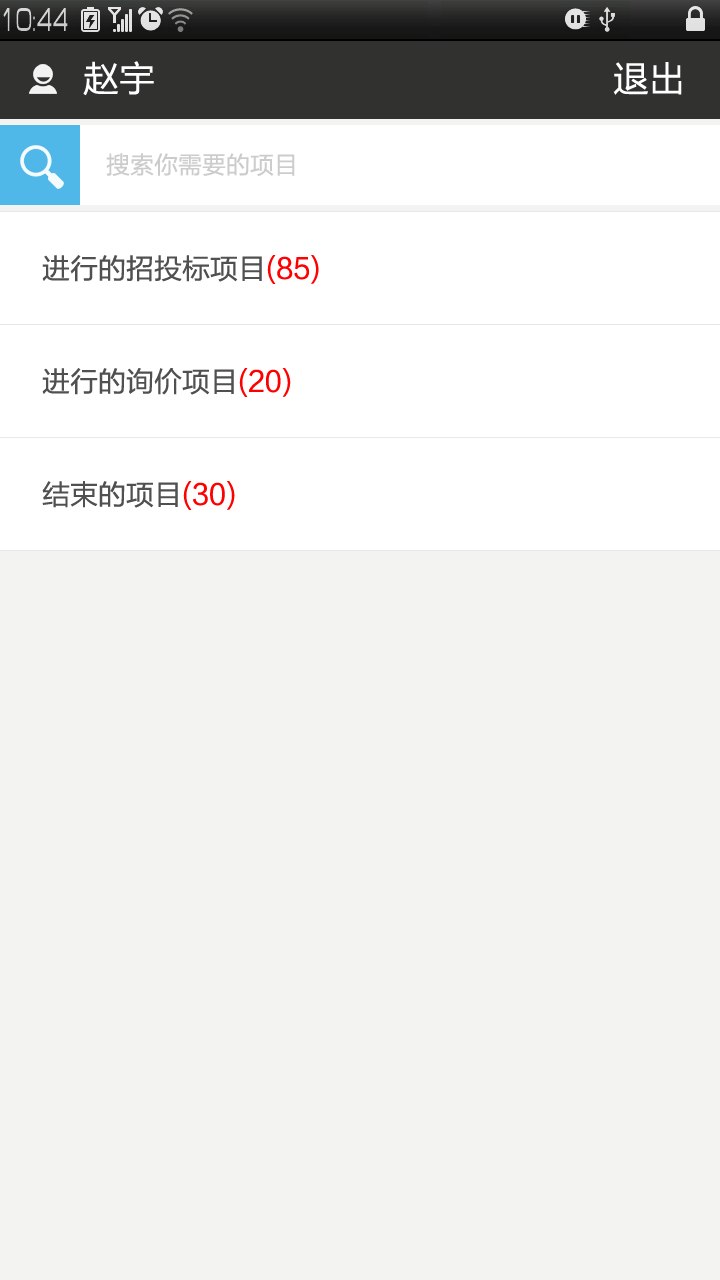 10:44
赵宇 退出
搜索你需要的项目
进行的招投标项目(85)
进行的询价项目(20)
结束的项目(30)